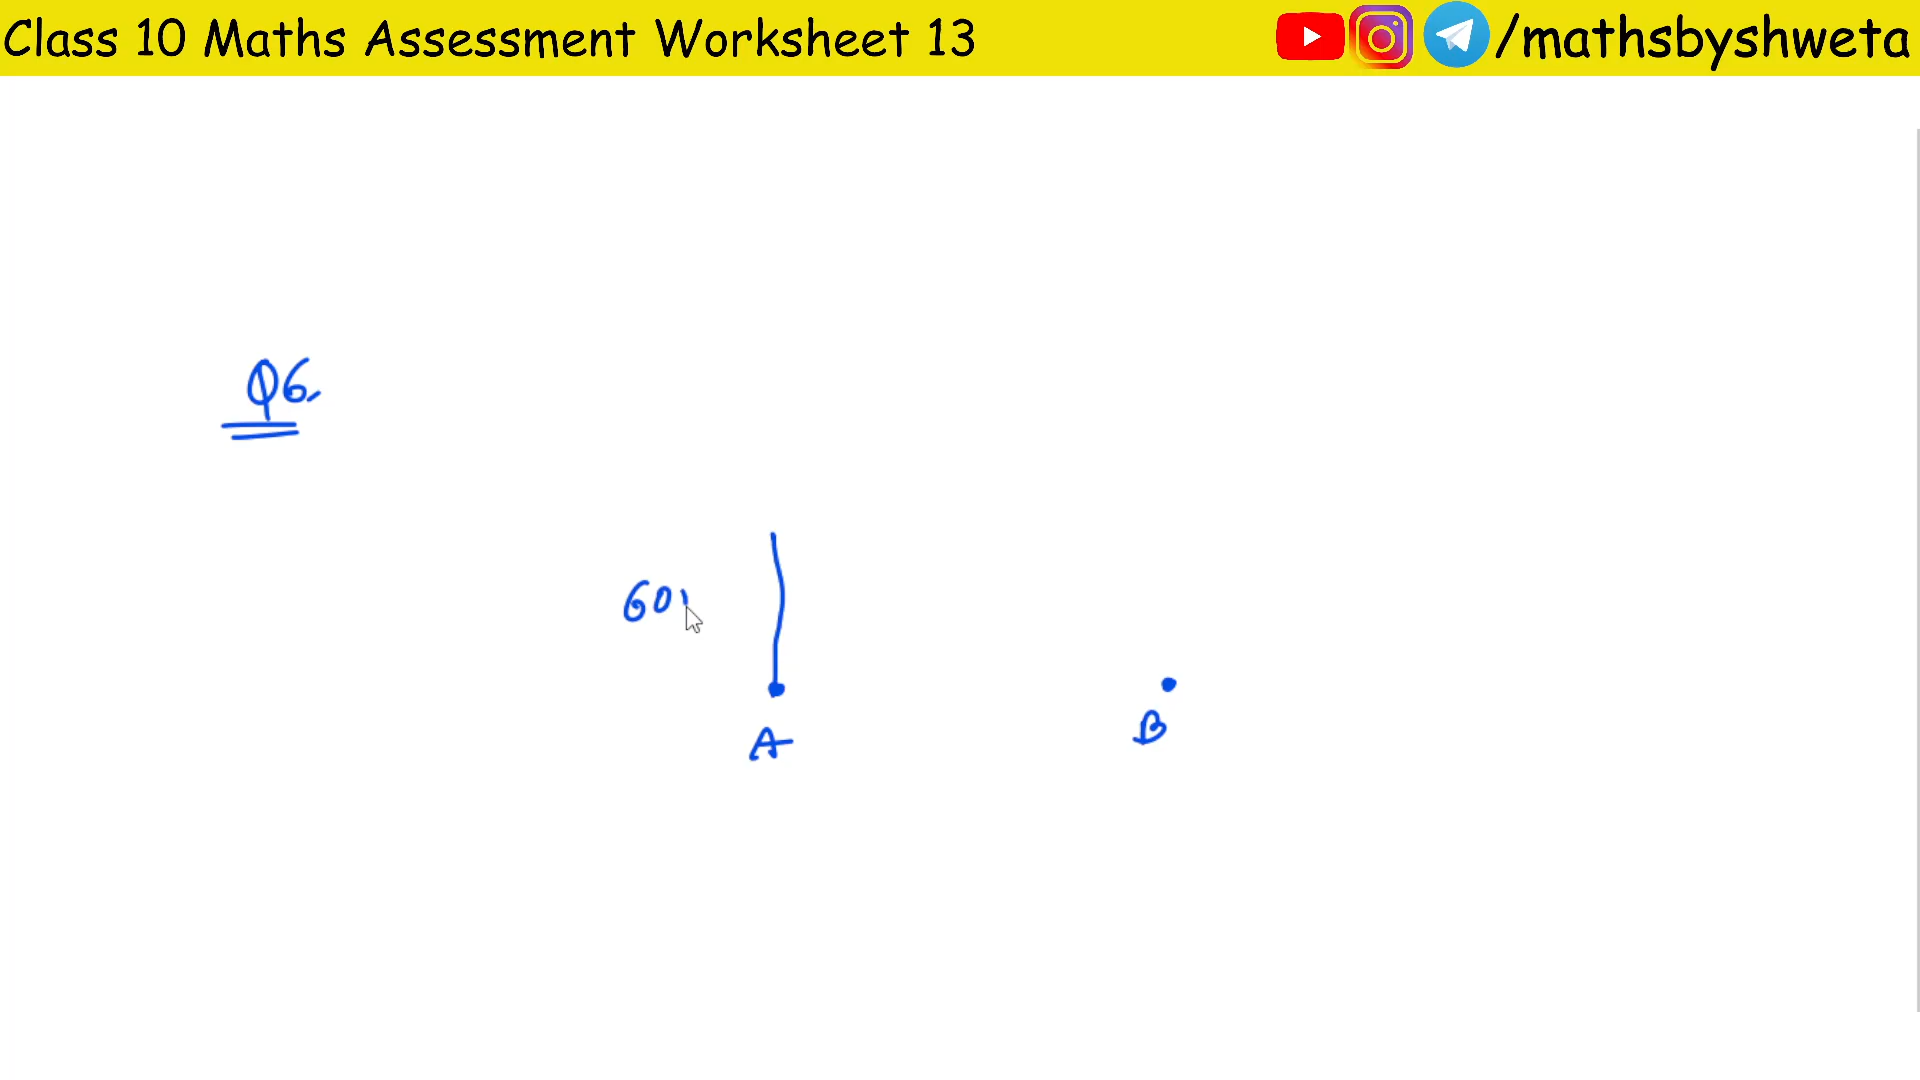 Class 10 Maths Assessment Worksheet 13
/mathsbyshweta
Q6.
60
A
B